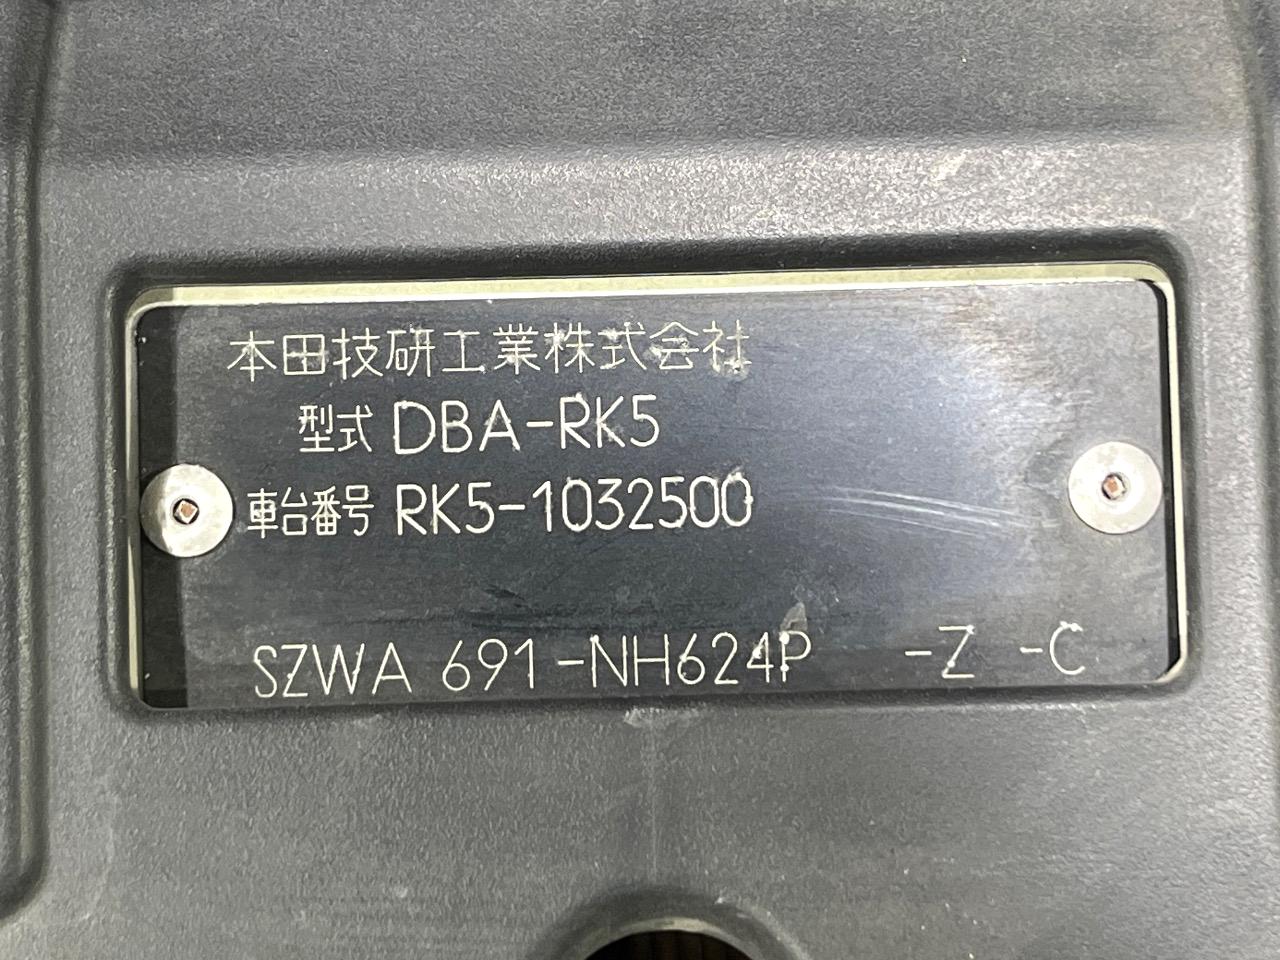 本田技研工業株式会社
型式 DBA-RK5
車台番号 RK5-1032500
SZWA 691-NH624P -Z -C